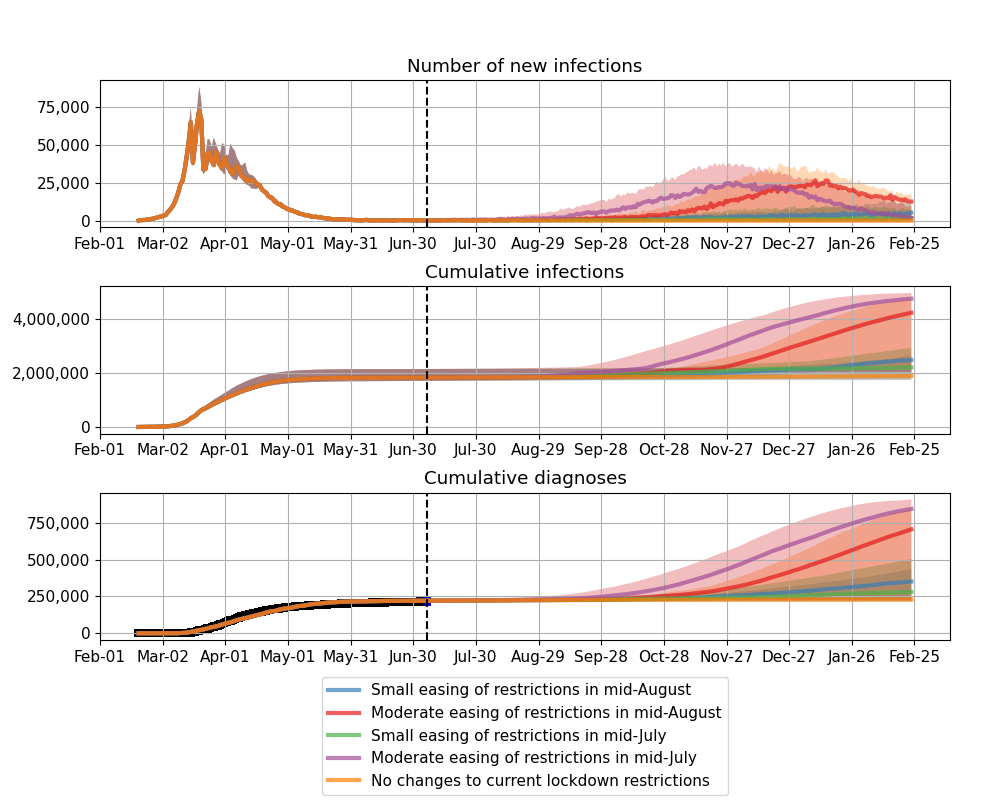 Number of new infections
75,000
50,000
25,000
0
Feb-01 Mar-02 Apr-01 May-01 May-31 Jun-30 Jul-30 Aug-29 Sep-28 Oct-28 Nov-27 Dec-27 Jan-26 Feb-25
Cumulative infections
4,000,000
2,000,000
0
Feb-01 Mar-02 Apr-01 May-01 May-31 Jun-30 Jul-30 Aug-29 Sep-28 Oct-28 Nov-27 Dec-27 Jan-26 Feb-25
Cumulative diagnoses
750,000
500,000
250,000
0
Feb-01 Mar-02 Apr-01 May-01 May-31 Jun-30 Jul-30 Aug-29 Sep-28 Oct-28 Nov-27 Dec-27 Jan-26 Feb-25
Small easing of restrictions in mid-August
Moderate easing of restrictions in mid-August
Small easing of restrictions in mid-July
Moderate easing of restrictions in mid-July
No changes to current lockdown restrictions